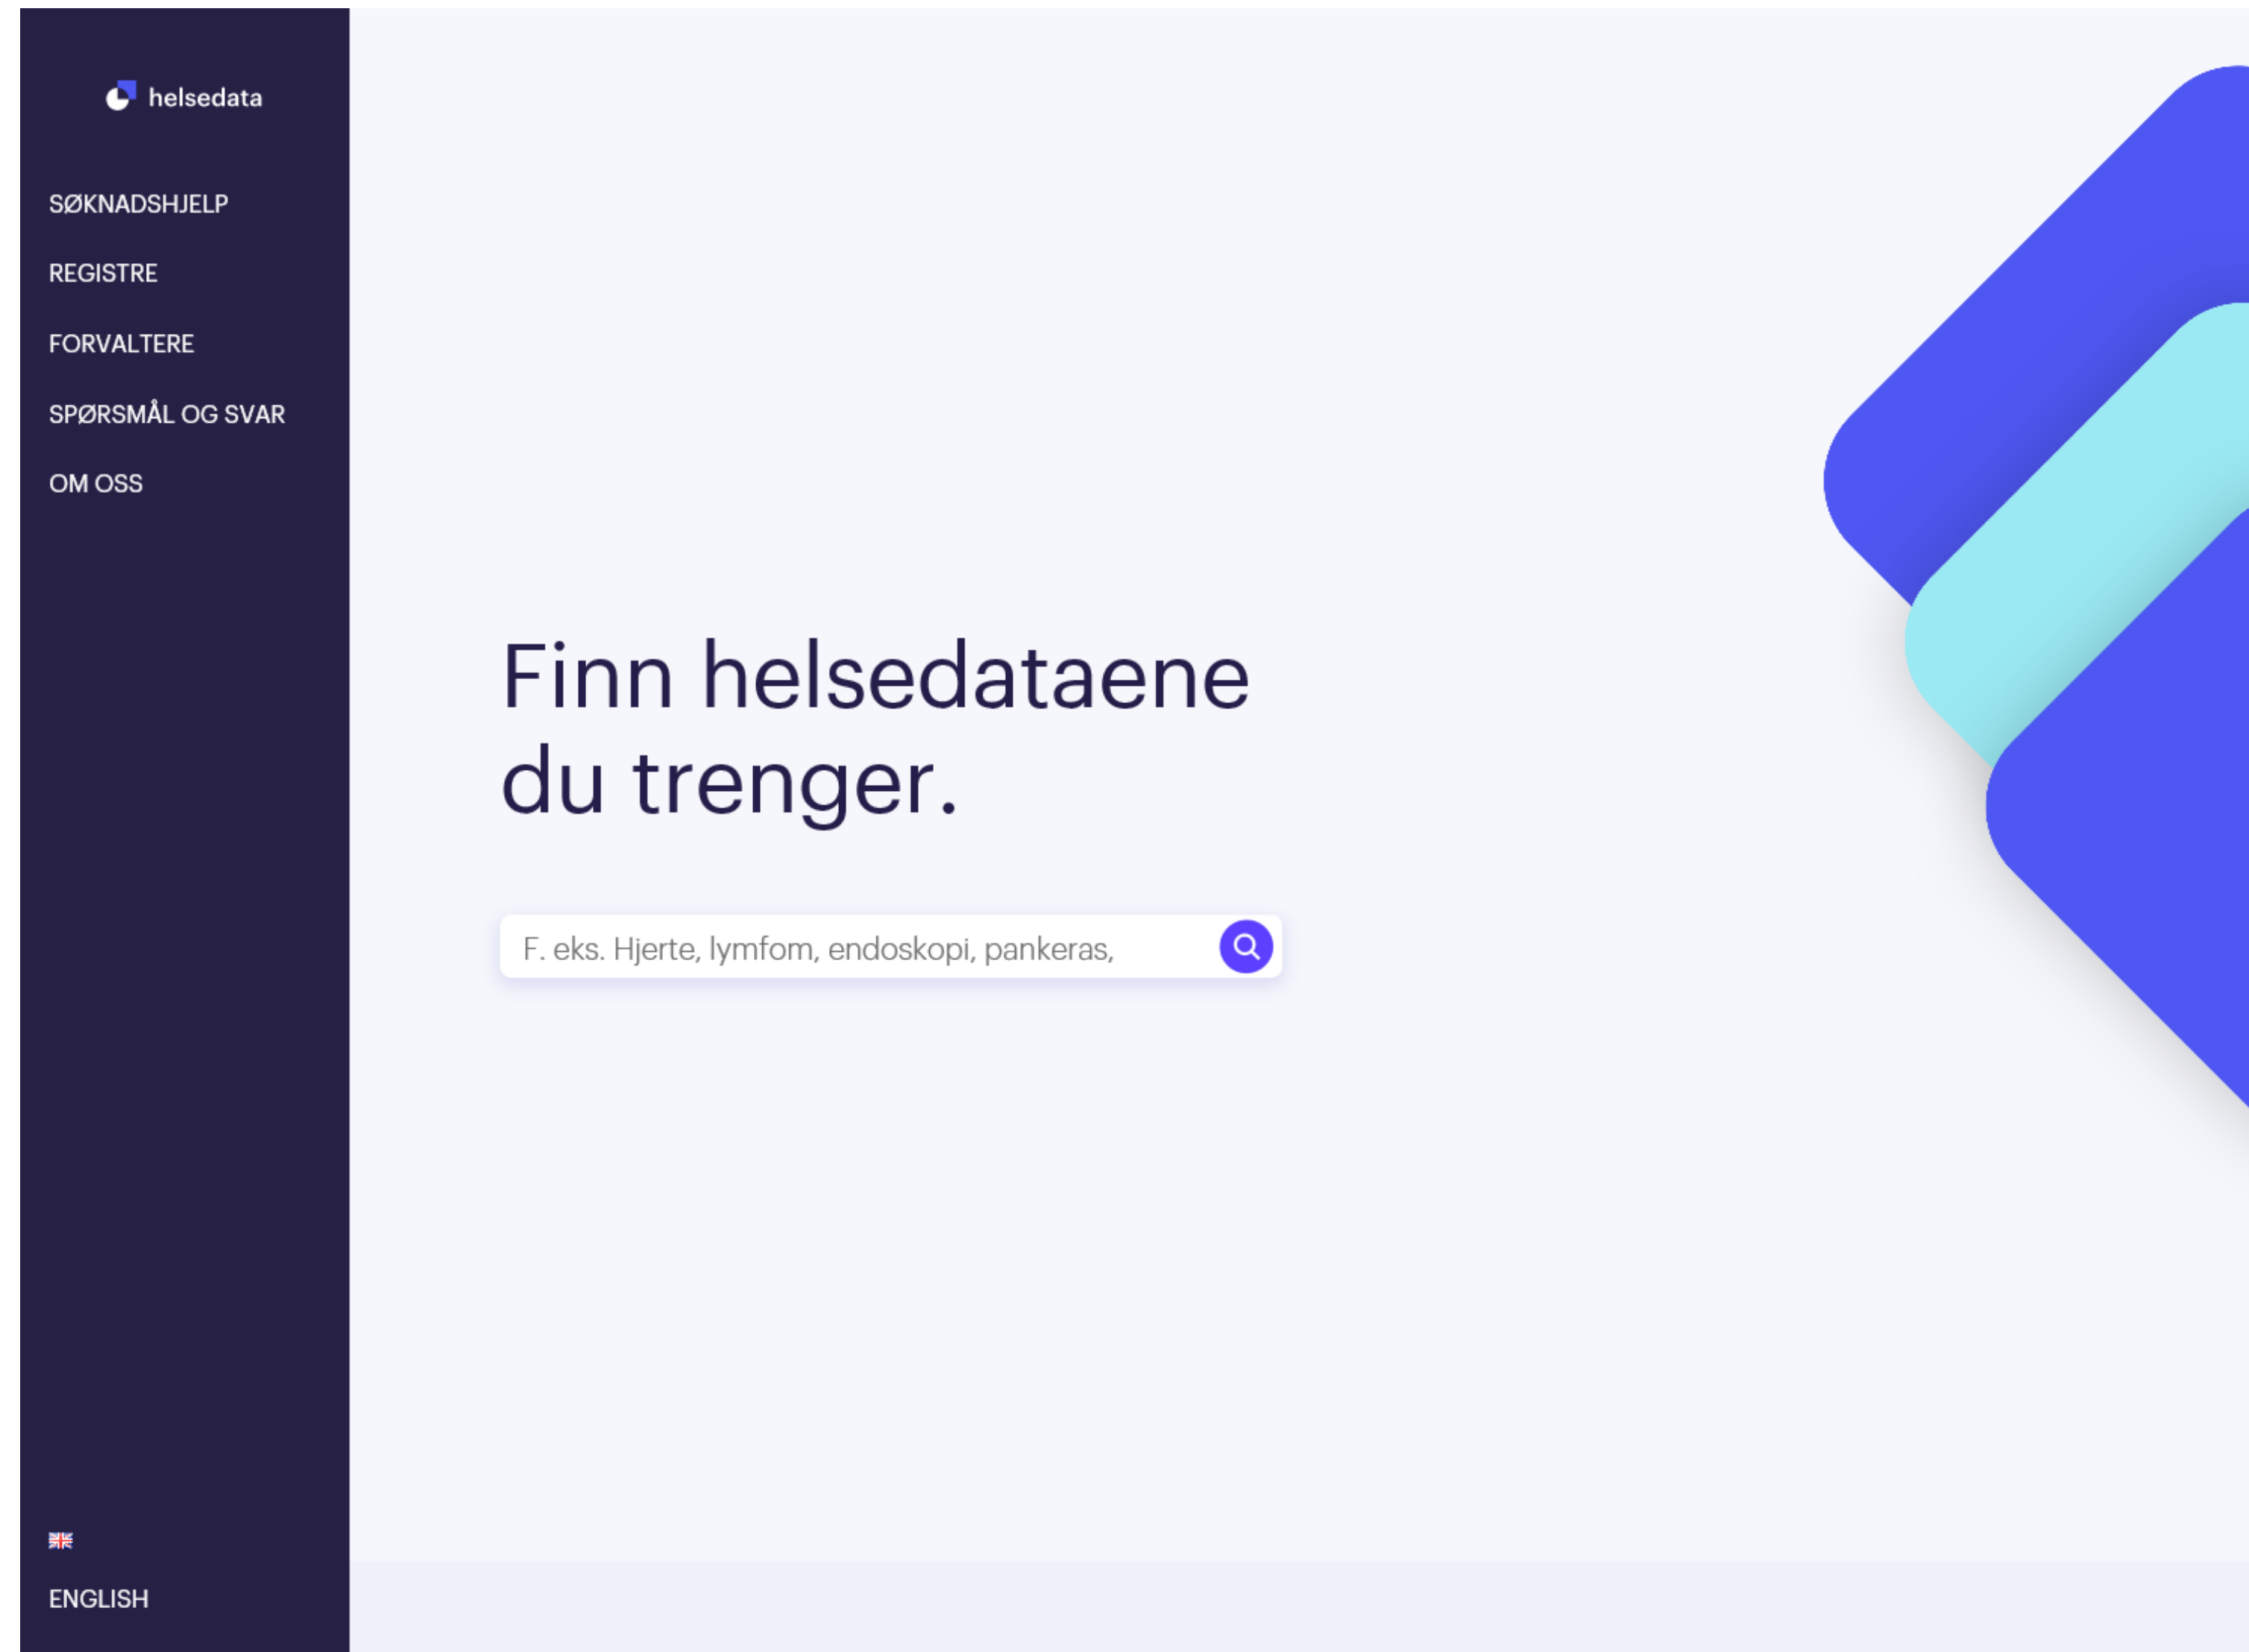 helsedata
SØKNADSHJELP
REGISTRE
FORVALTERE
SPØRSMÅL OG SVAR
OM OSS
Finn helsedataene
du trenger.
F. eks. Hjerte, lymfom, endoskopi, pankeras,
ENGLISH